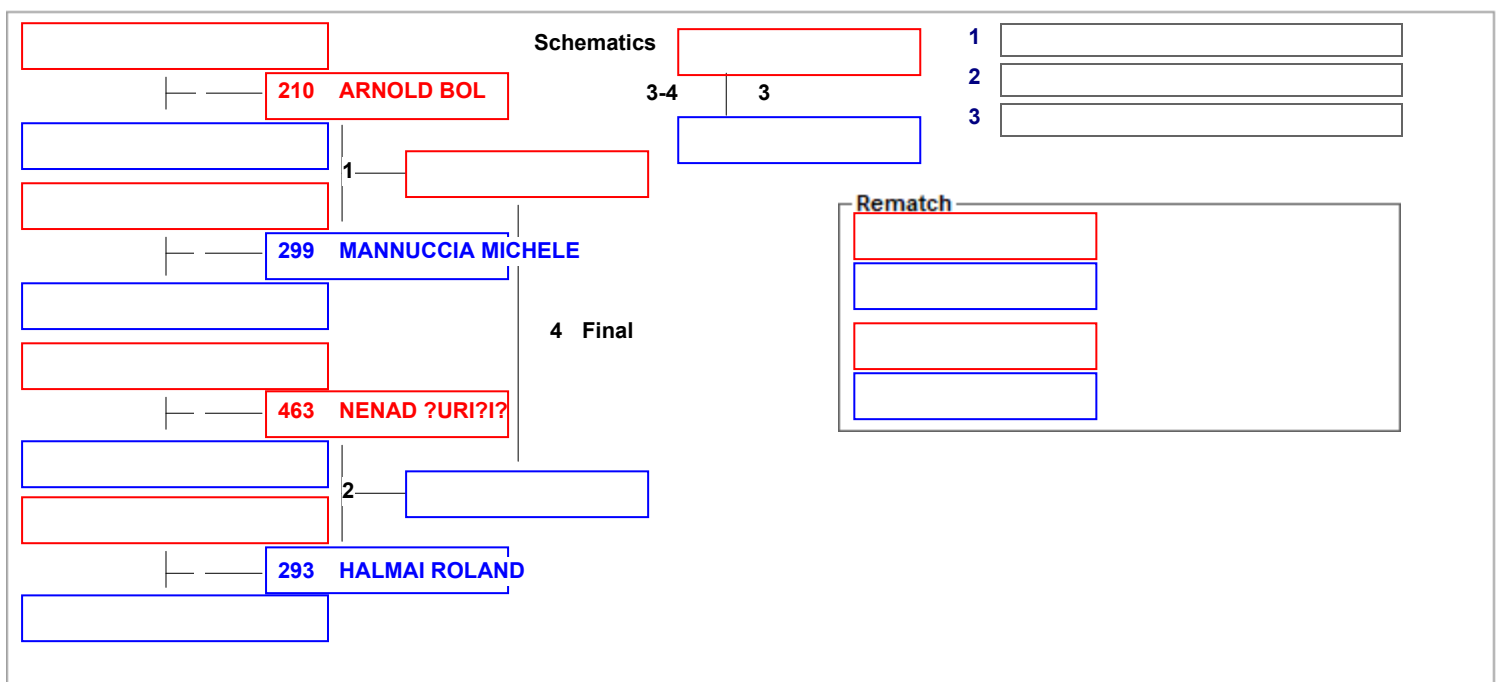 Schematics
3-4 3
1
2
3
210 ARNOLD BOL
1
299 MANNUCCIA MICHELE
4 Final
463 NENAD ?URI?I?
2
293 HALMAI ROLAND
Rematch